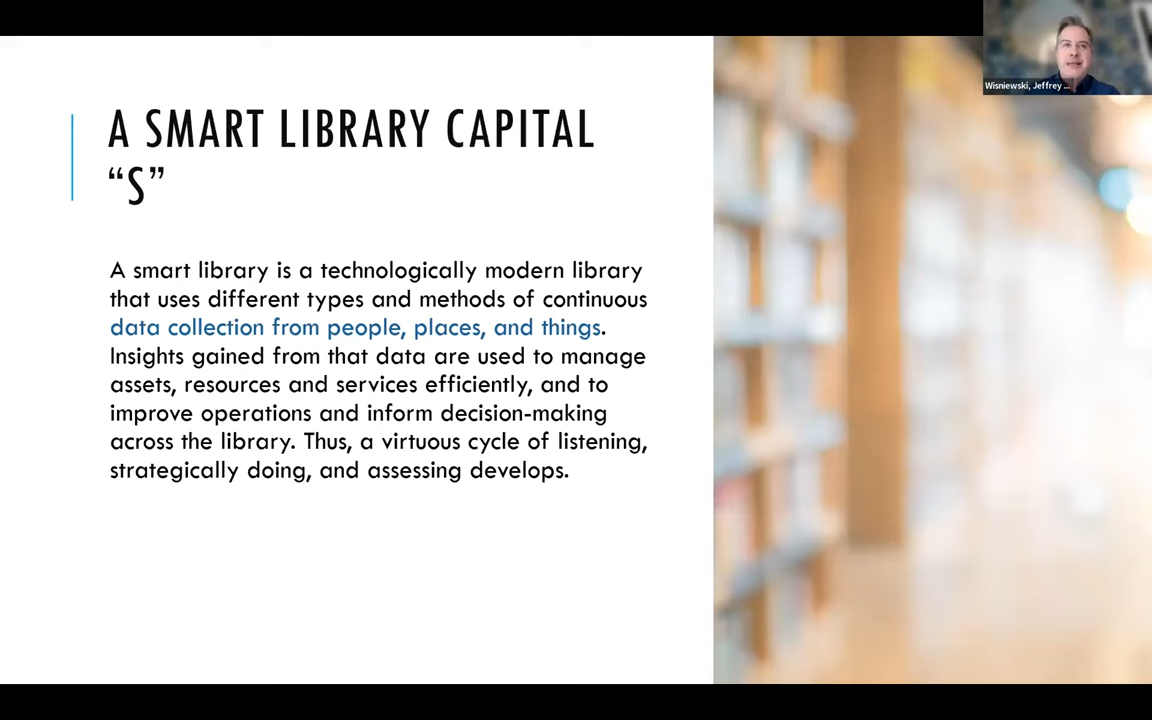 Wisniewski, Jeffrey ...
A SMART LIBRARY CAPITAL
“S”
A smart library is a technologically modern library
that uses different types and methods of continuous
data collection from people, places, and things.
Insights gained from that data are used to manage
assets, resources and services efficiently, and to
improve operations and inform decision-making
across the library. Thus, a virtuous cycle of listening,
strategically doing, and assessing develops.